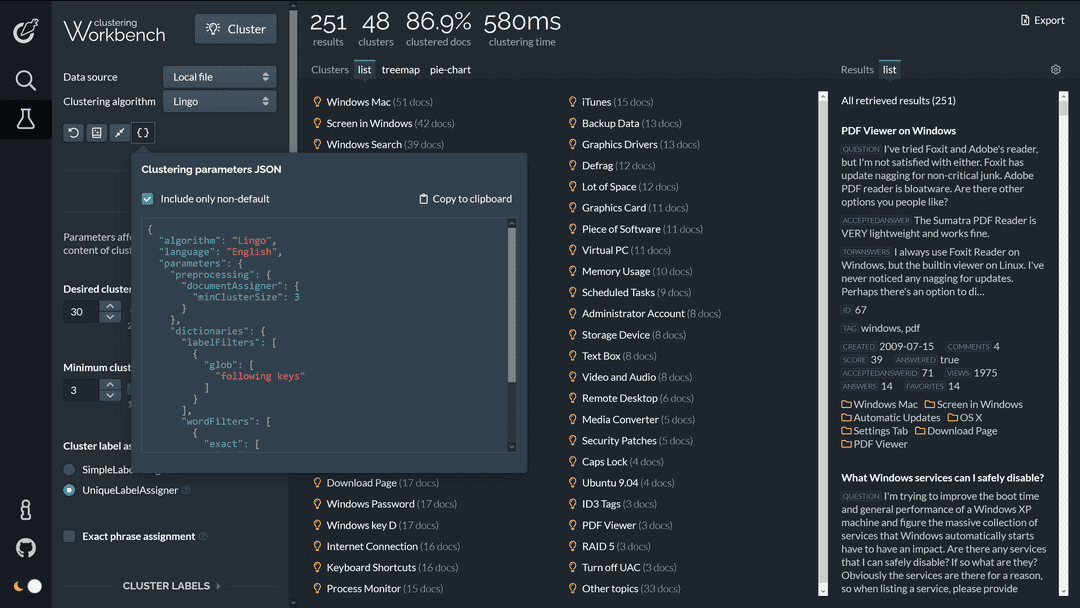 clustering
Workbench
Cluster
Data source
Local file
Clustering algorithm
Lingo
{}
Clustering parameters JSON
Include only non-default
Copy to clipboard
{
"algorithm": "Lingo",
"language": "English",
"parameters": {
"preprocessing": {
"documentAssigner": {
"minClusterSize": 3
}
},
"dictionaries": {
"labelFilters": [
{
"glob": [
"following keys"
]
}
],
"wordFilters": [
{
"exact": [
Parameters
content of
Desired
30
Minimum
3
Cluster label
UniqueLabelAssigner
Exact phrase assignment
CLUSTER LABELS
251 48 86.9% 580ms
results clusters clustered docs clustering time
Export
Clusters list treemap pie-chart
Windows Mac (51 docs)
Screen in Windows (42 docs)
Windows Search (39 docs)
Download Page (17 docs)
Windows Password (17 docs)
Windows key D (17 docs)
Internet Connection (16 docs)
Keyboard Shortcuts (16 docs)
Process Monitor (15 docs)
iTunes (15 docs)
Backup Data (13 docs)
Graphics Drivers (13 docs)
Defrag (12 docs)
Lot of Space (12 docs)
Graphics Card (11 docs)
Piece of Software (11 docs)
Virtual PC (11 docs)
Memory Usage (10 docs)
Scheduled Tasks (9 docs)
Administrator Account (8 docs)
Storage Device (8 docs)
Text Box (8 docs)
Video and Audio (8 docs)
Remote Desktop (6 docs)
Media Converter (5 docs)
Security Patches (5 docs)
Caps Lock (4 docs)
Ubuntu 9.04 (4 docs)
ID3 Tags (3 docs)
PDF Viewer (3 docs)
RAID 5 (3 docs)
Turn off UAC (3 docs)
Other topics (33 docs)
Results list
All retrieved results (251)
PDF Viewer on Windows
QUESTION I've tried Foxit and Adobe's reader,
but I'm not satisfied with either. Foxit has
update nagging for non-critical junk. Adobe
PDF reader is bloatware. Are there other
options you people like?
ACCEPTEDANSWER The Sumatra PDF Reader is
VERY lightweight and works fine.
TOPANSWERS I always use Foxit Reader on
Windows, but the builtin viewer on Linux. I've
never noticed any nagging for updates.
Perhaps there's an option to di...
ID 67
TAG windows, pdf
CREATED 2009-07-15 COMMENTS 4
SCORE 39 ANSWERED true
ACCEPTEDANSWERID 71 VIEWS 1975
ANSWERS 14 FAVORITES 14
Windows Mac Screen in Windows
Automatic Updates OS X
Settings Tab Download Page
PDF Viewer
What Windows services can I safely disable?
QUESTION I'm trying to improve the boot time
and general performance of a Windows XP
machine and figure the massive collection of
services that Windows automatically starts
have to have an impact. Are there any services
that I can safely disable? If so what are they?
Obviously the services are there for a reason,
so when listing a service, please provide